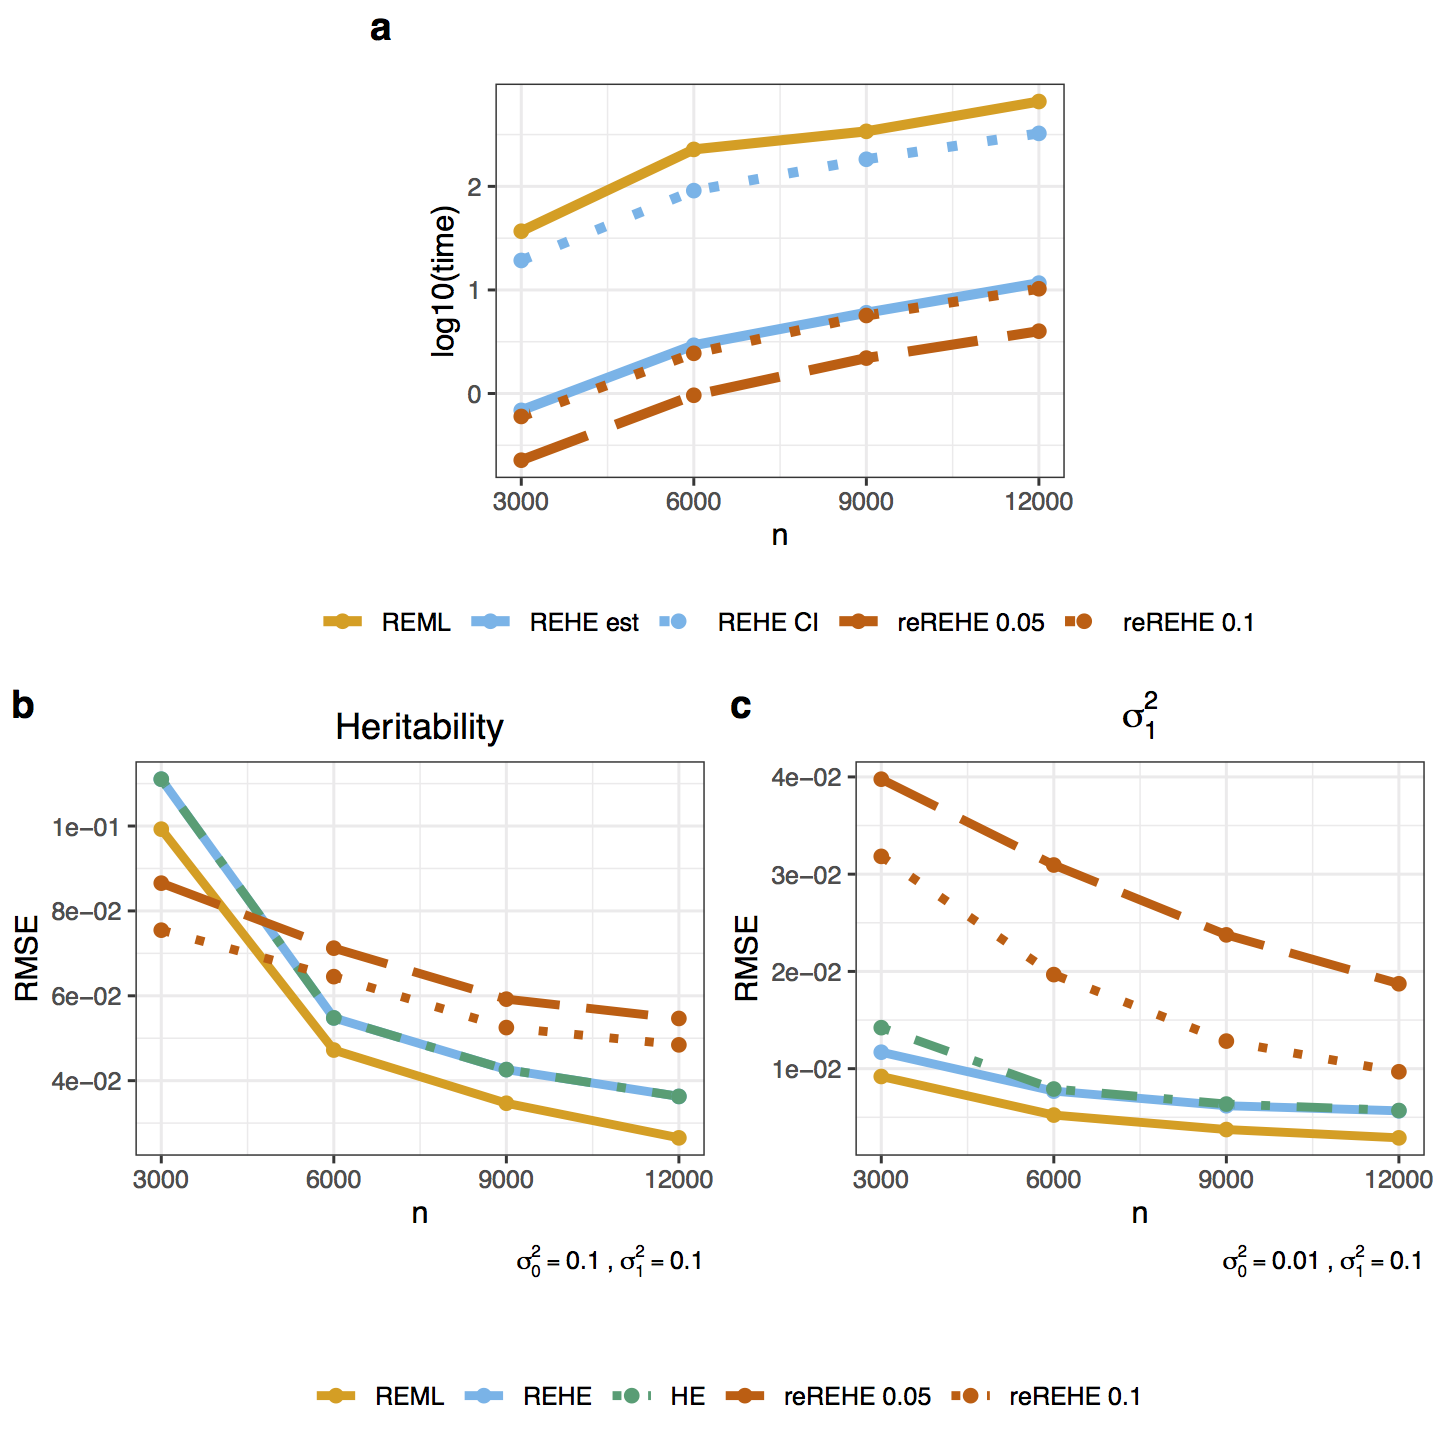 a
log10(time)
2
1
0
3000 6000 9000 12000
n
REML REHE est REHE CI reREHE 0.05 reREHE 0.1
b
Heritability
RMSE
1e−01
8e−02
6e−02
4e−02
3000 6000 9000 12000
n
σ₀² = 0.1 , σ₁² = 0.1
c
σ₁²
RMSE
4e−02
3e−02
2e−02
1e−02
3000 6000 9000 12000
n
σ₀² = 0.01 , σ₁² = 0.1
REML REHE HE reREHE 0.05 reREHE 0.1